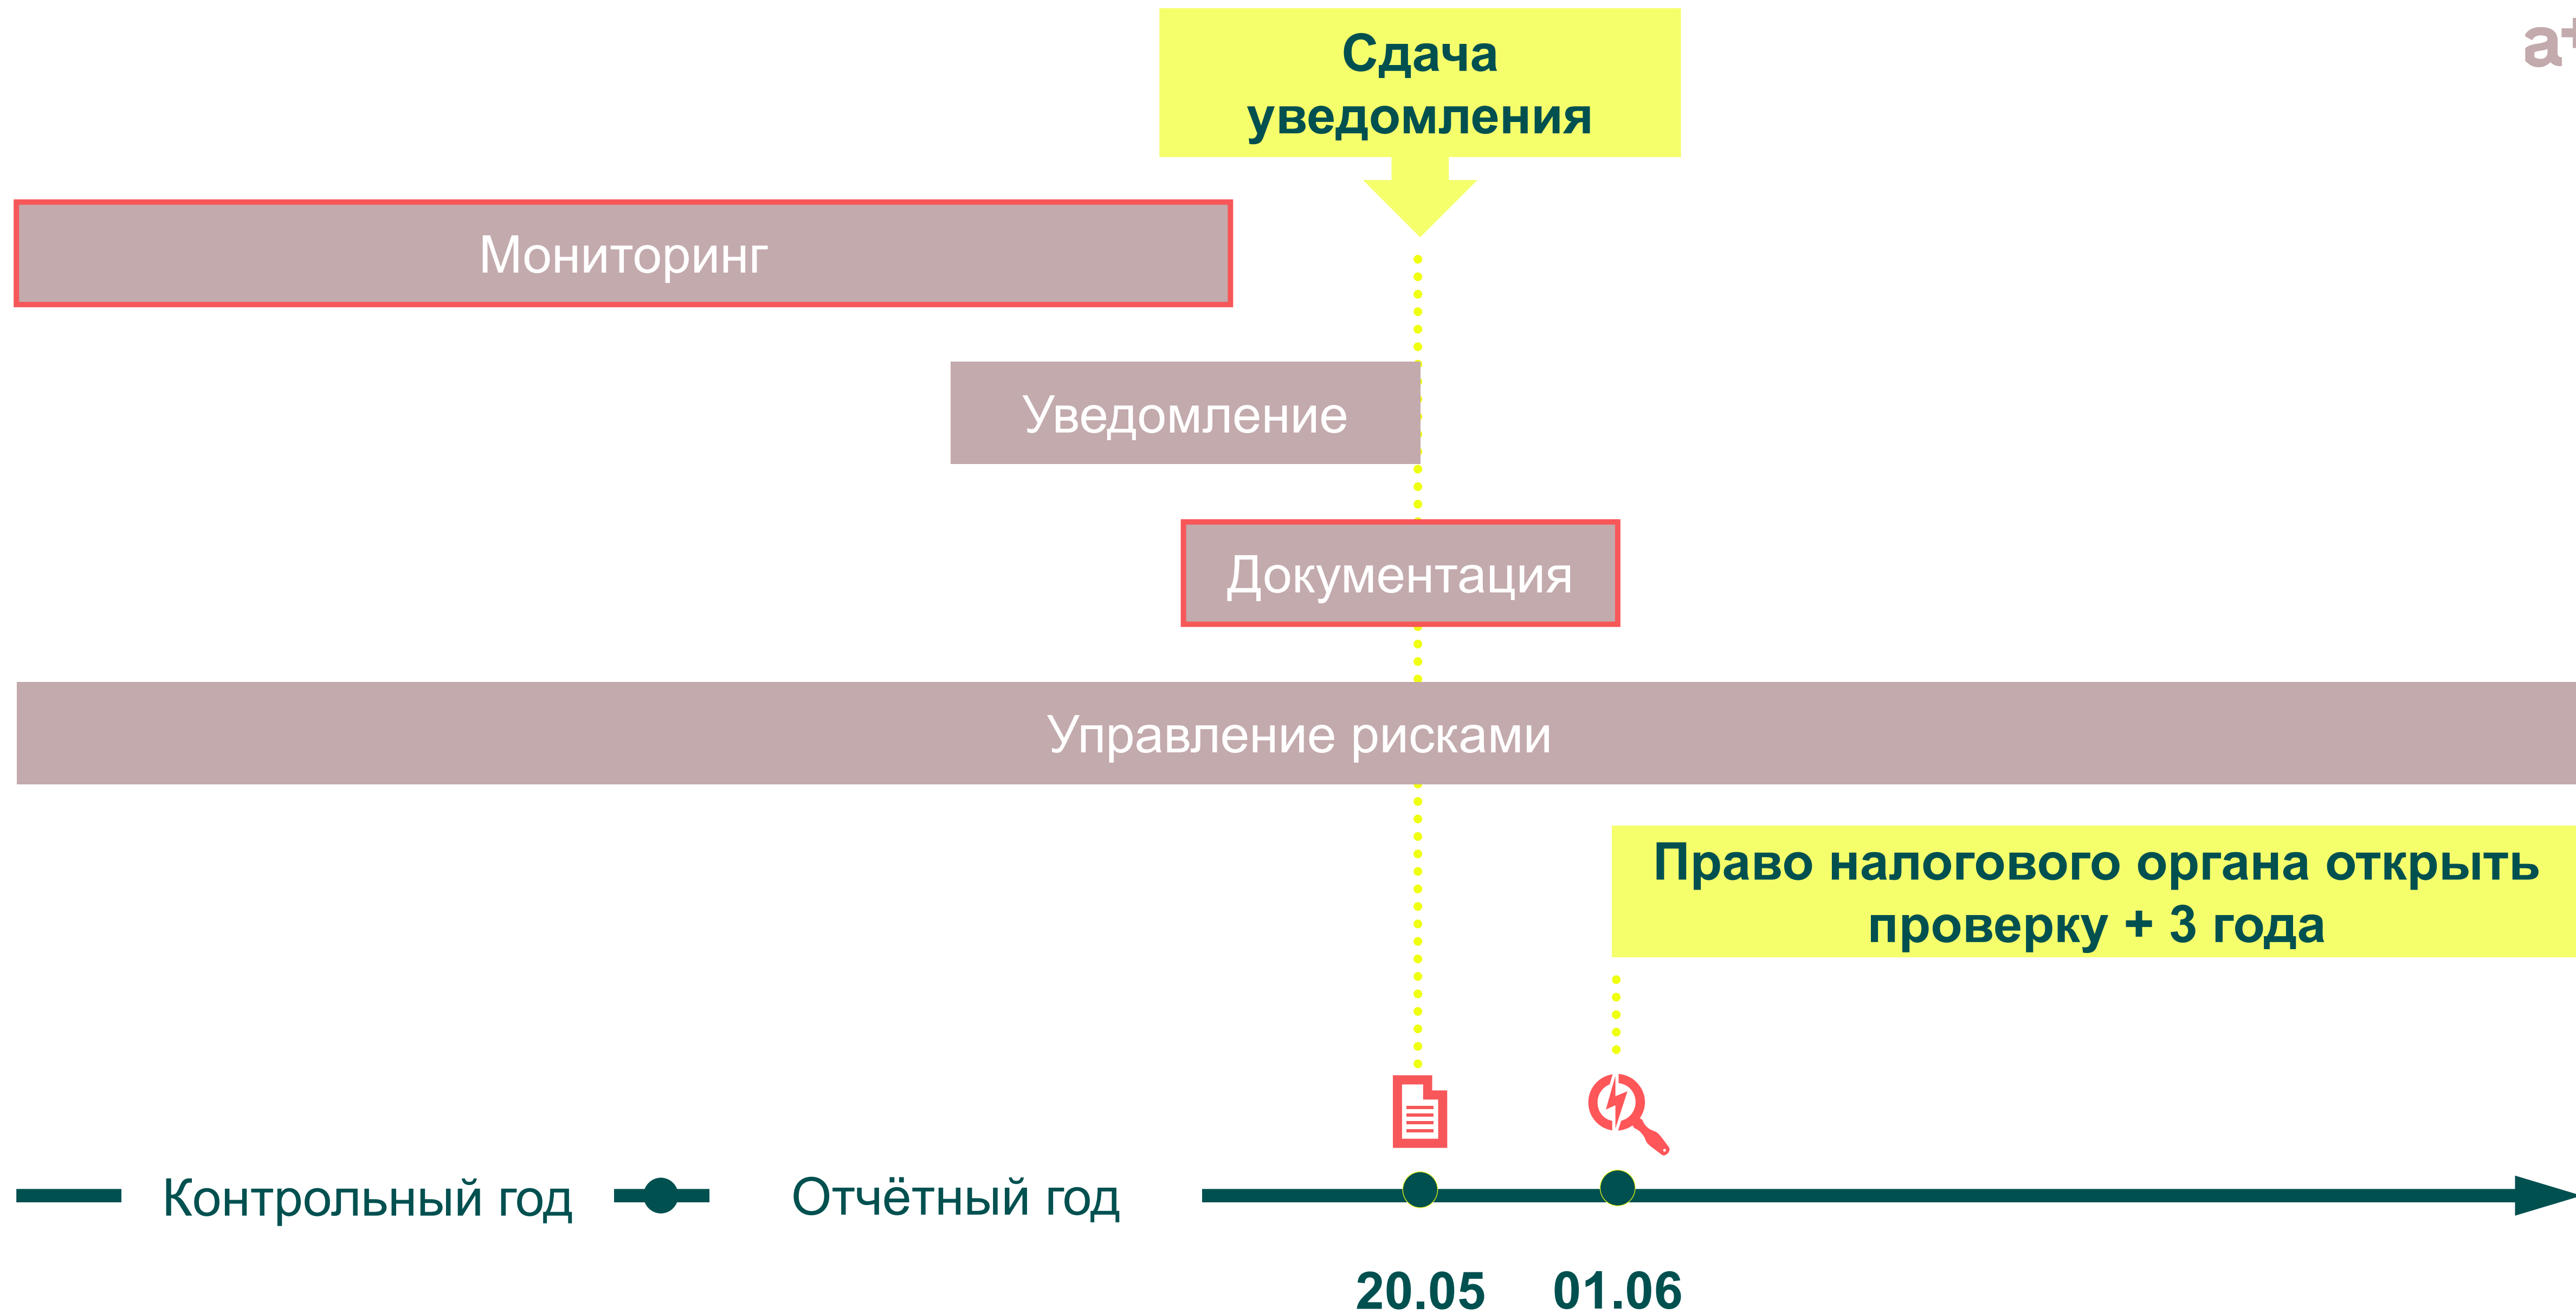 Сдача
уведомления
a+
Мониторинг
Уведомление
Документация
Управление рисками
Право налогового органа открыть
проверку + 3 года
Контрольный год
Отчётный год
20.05
01.06